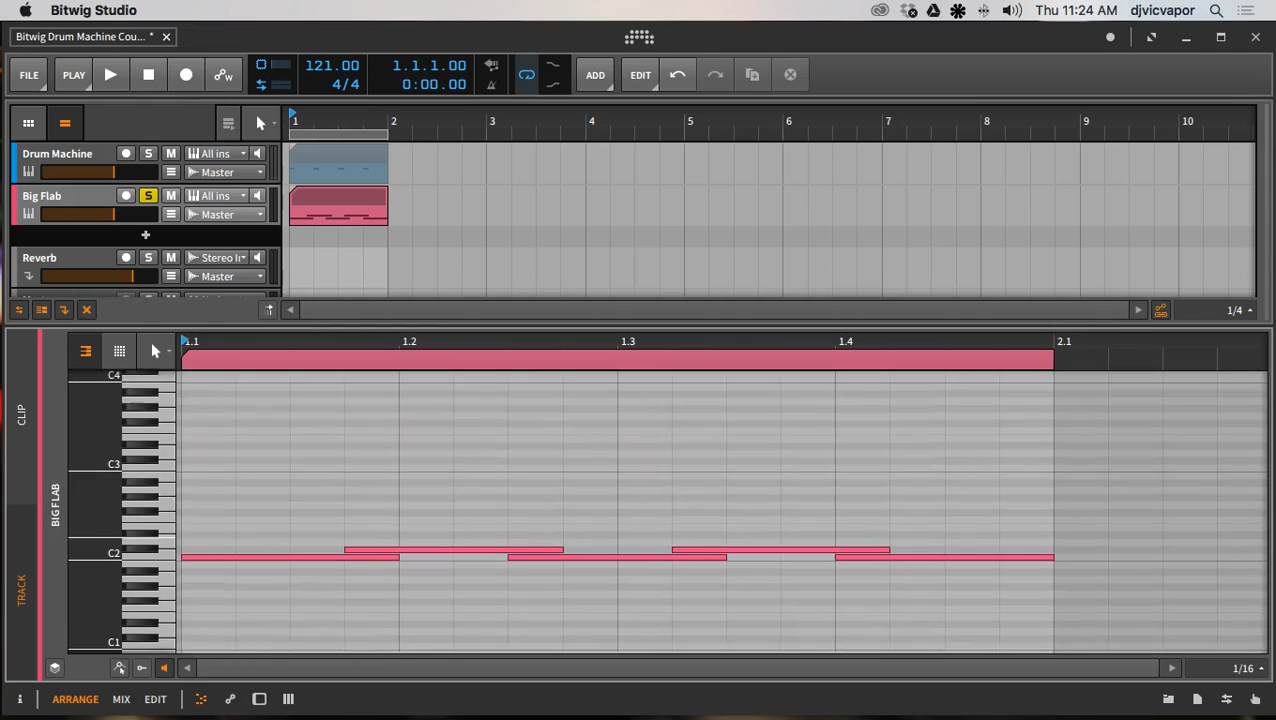 Bitwig Studio
Thu 11:24 AM djvicvapor
Bitwig Drum Machine Cou... *
FILE PLAY 121.00 1.1.1.00 ADD EDIT
4/4 0:00.00
1 2 3 4 5 6 7 8 9 10
Drum Machine S M All ins
Master
Big Flab S M All ins
Master
Reverb S M Stereo In
Master
1/4
1.1 1.2 1.3 1.4 2.1
C4
CLIP
C3
BIG FLAB
C2
TRACK
C1
1/16
ARRANGE MIX EDIT